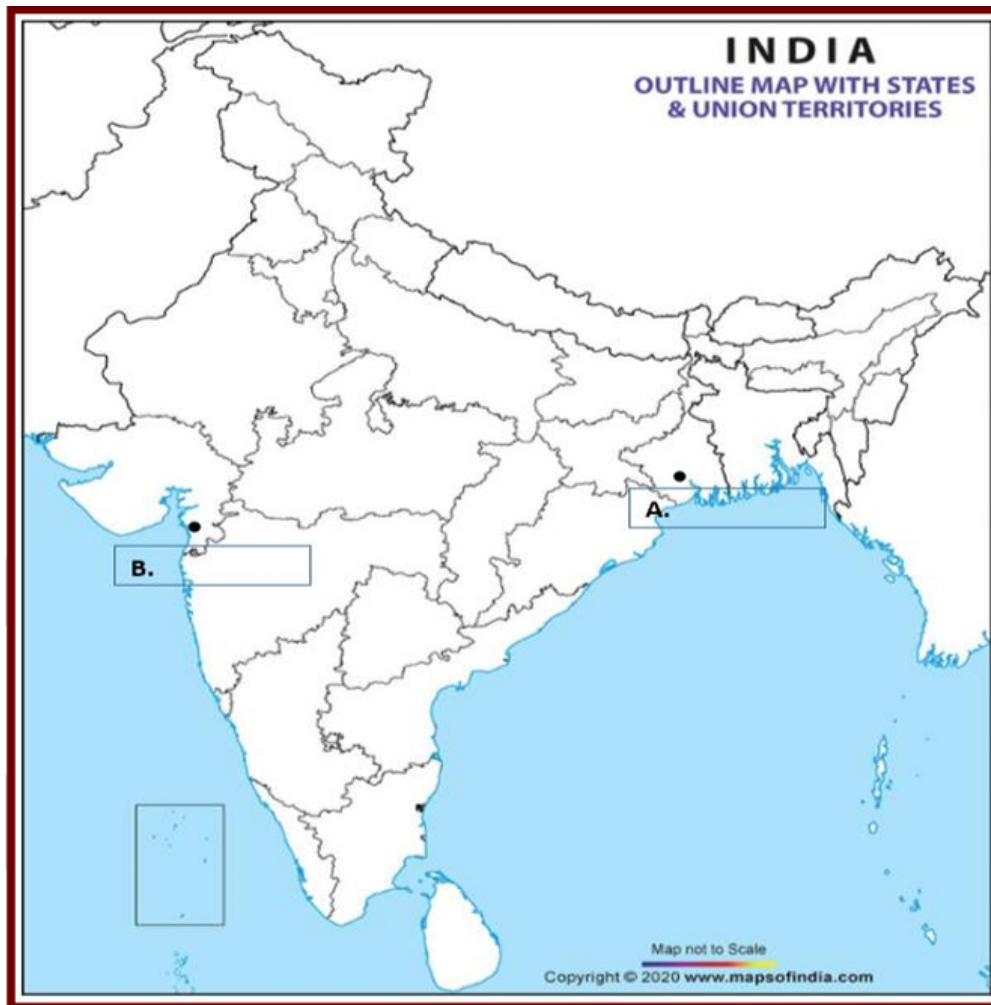 INDIA
OUTLINE MAP WITH STATES
& UNION TERRITORIES
A.
B.
Map not to Scale
Copyright © 2020 www.mapsofindia.com